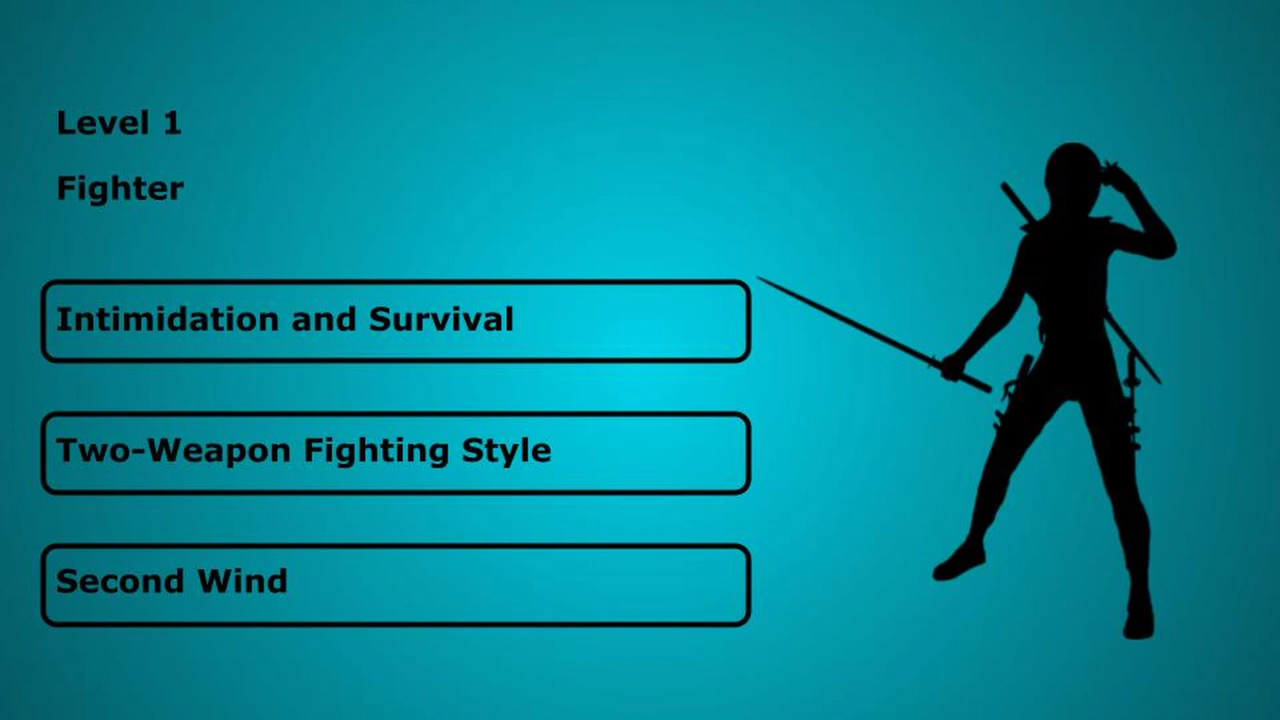 Level 1
Fighter
Intimidation and Survival
Two-Weapon Fighting Style
Second Wind